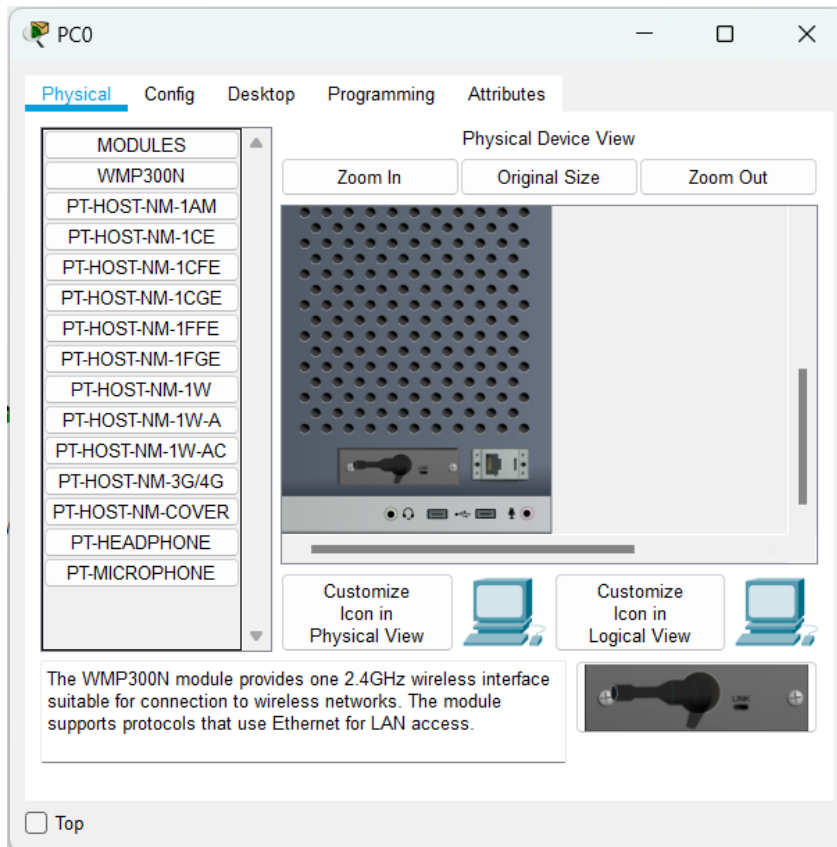 PC0
Physical Config Desktop Programming Attributes
MODULES
WMP300N
PT-HOST-NM-1AM
PT-HOST-NM-1CE
PT-HOST-NM-1CFE
PT-HOST-NM-1CGE
PT-HOST-NM-1FFE
PT-HOST-NM-1FGE
PT-HOST-NM-1W
PT-HOST-NM-1W-A
PT-HOST-NM-1W-AC
PT-HOST-NM-3G/4G
PT-HOST-NM-COVER
PT-HEADPHONE
PT-MICROPHONE
Physical Device View
Zoom In Original Size Zoom Out
LINK
Customize
Icon in
Physical View
Customize
Icon in
Logical View
The WMP300N module provides one 2.4GHz wireless interface
suitable for connection to wireless networks. The module
supports protocols that use Ethernet for LAN access.
LINK
Top